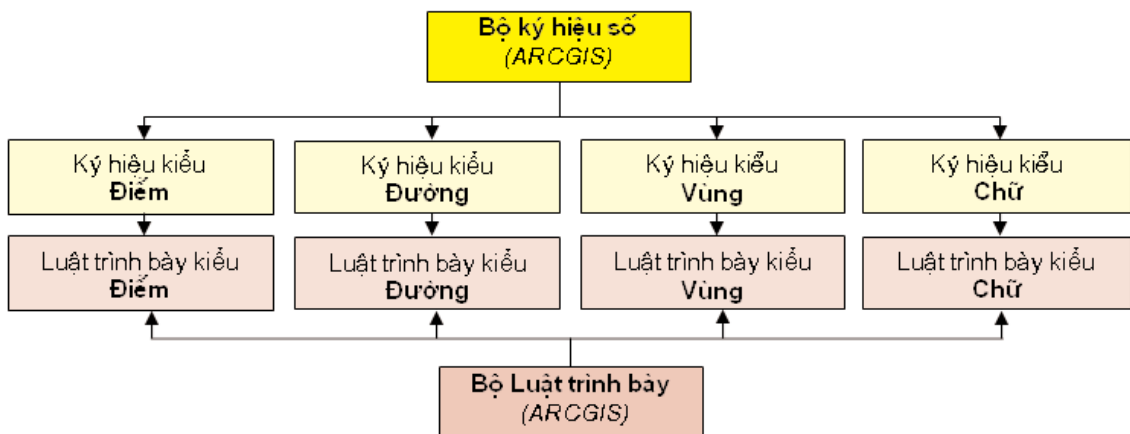 Bộ ký hiệu số
(ARCGIS)
Ký hiệu kiểu
Điểm
Ký hiệu kiểu
Đường
Ký hiệu kiểu
Vùng
Ký hiệu kiểu
Chữ
Luật trình bày kiểu
Điểm
Luật trình bày kiểu
Đường
Luật trình bày kiểu
Vùng
Luật trình bày kiểu
Chữ
Bộ Luật trình bày
(ARCGIS)